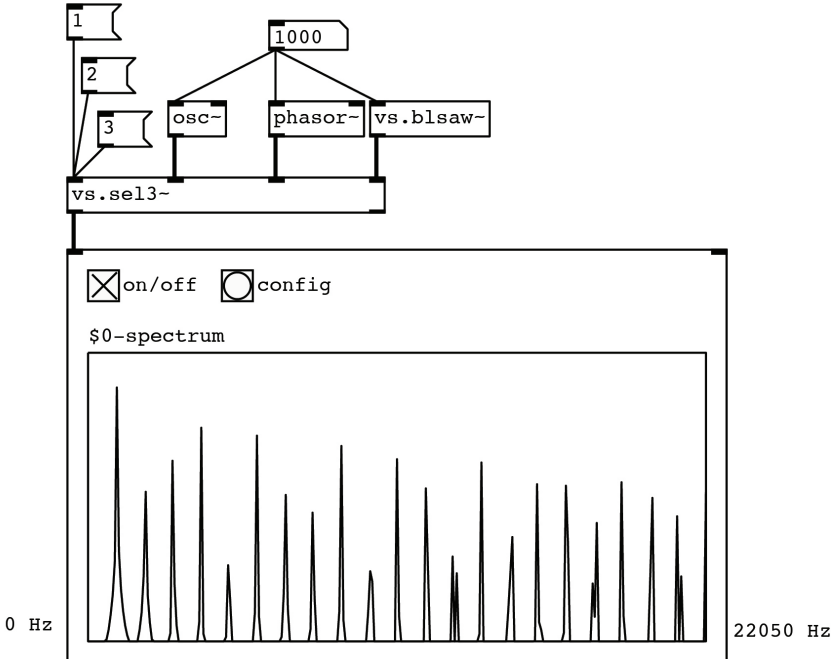 1
1000
2
3
osc~
phasor~
vs.blsaw~
vs.sel3~
on/off
config
$0-spectrum
0 Hz
22050 Hz